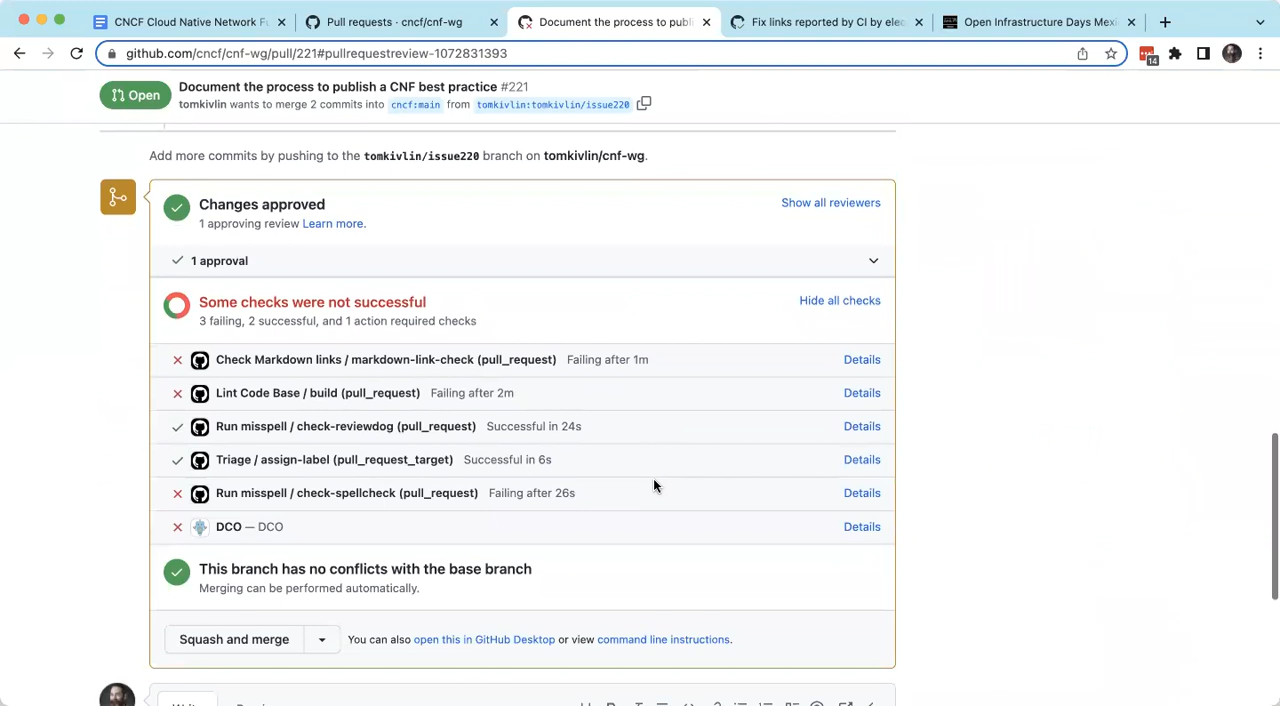 CNCF Cloud Native Network Fu
Pull requests · cncf/cnf-wg
Document the process to publi
Fix links reported by CI by elec
Open Infrastructure Days Mexi
github.com/cncf/cnf-wg/pull/221#pullrequestreview-1072831393
14
Open
Document the process to publish a CNF best practice #221
tomkivlin wants to merge 2 commits into cncf:main from tomkivlin:tomkivlin/issue220
Add more commits by pushing to the tomkivlin/issue220 branch on tomkivlin/cnf-wg.
Changes approved
Show all reviewers
1 approving review Learn more.
1 approval
Some checks were not successful
Hide all checks
3 failing, 2 successful, and 1 action required checks
Check Markdown links / markdown-link-check (pull_request) Failing after 1m Details
Lint Code Base / build (pull_request) Failing after 2m Details
Run misspell / check-reviewdog (pull_request) Successful in 24s Details
Triage / assign-label (pull_request_target) Successful in 6s Details
Run misspell / check-spellcheck (pull_request) Failing after 26s Details
DCO — DCO Details
This branch has no conflicts with the base branch
Merging can be performed automatically.
Squash and merge
You can also open this in GitHub Desktop or view command line instructions.